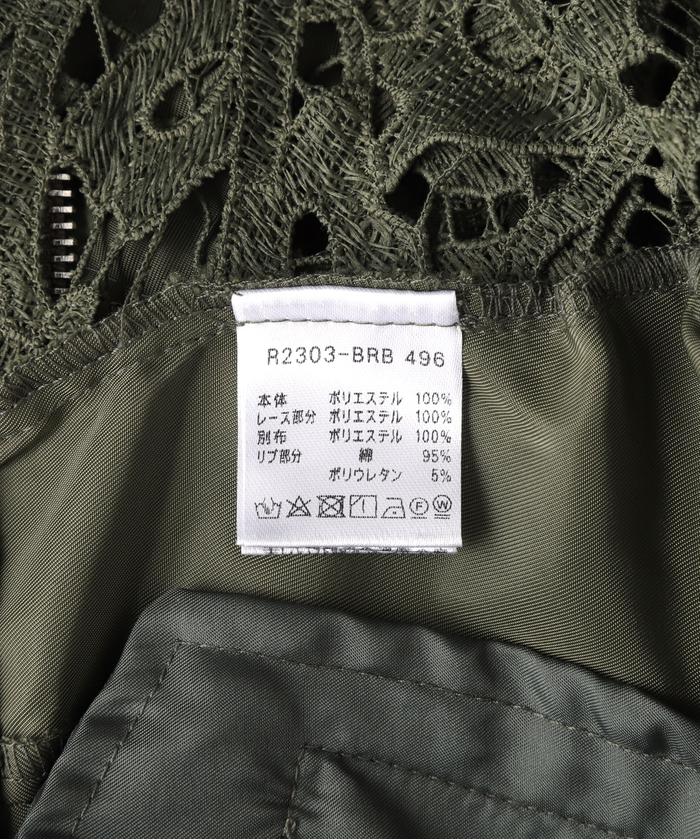 R2303-BRB 496
本体 ポリエステル 100%
レース部分 ポリエステル 100%
別布 ポリエステル 100%
リブ部分 綿 95%
ポリウレタン 5%
F W